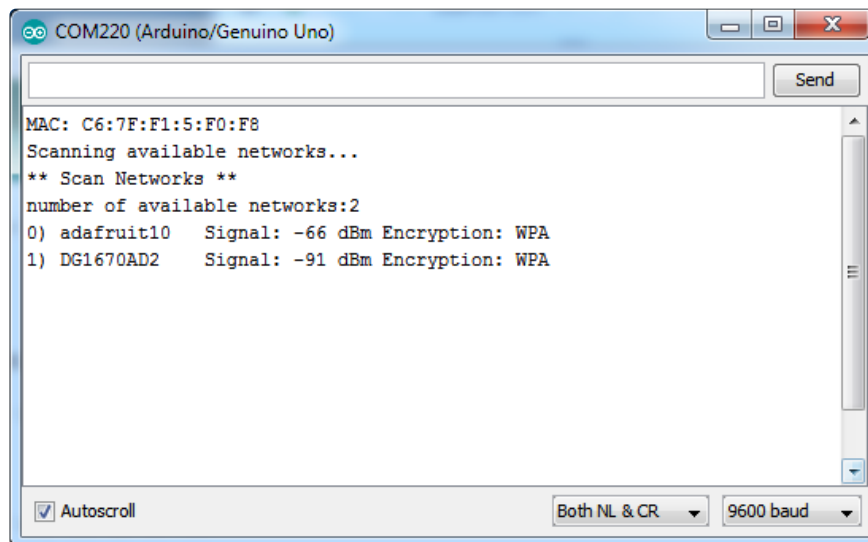 COM220 (Arduino/Genuino Uno)
Send
MAC: C6:7F:F1:5:F0:F8
Scanning available networks...
** Scan Networks **
number of available networks:2
0) adafruit10   Signal: -66 dBm Encryption: WPA
1) DG1670AD2    Signal: -91 dBm Encryption: WPA
Autoscroll Both NL & CR 9600 baud